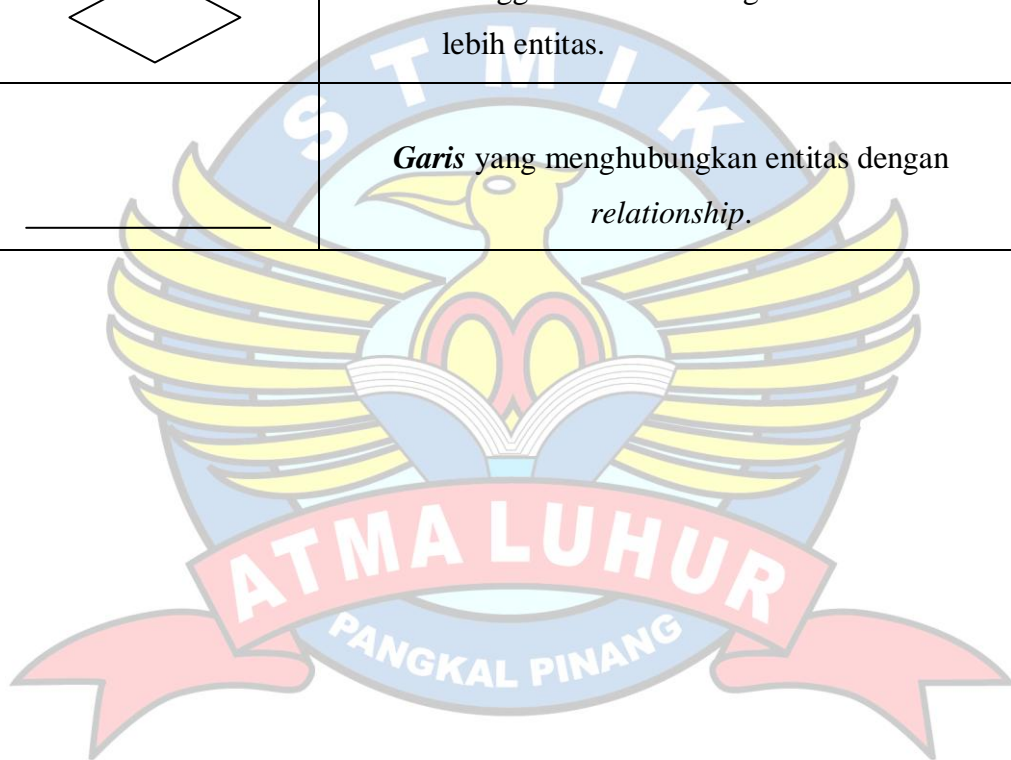 lebih entitas.
Garis yang menghubungkan entitas dengan
relationship.
STMIK
ATMA LUHUR
PANGKAL PINANG